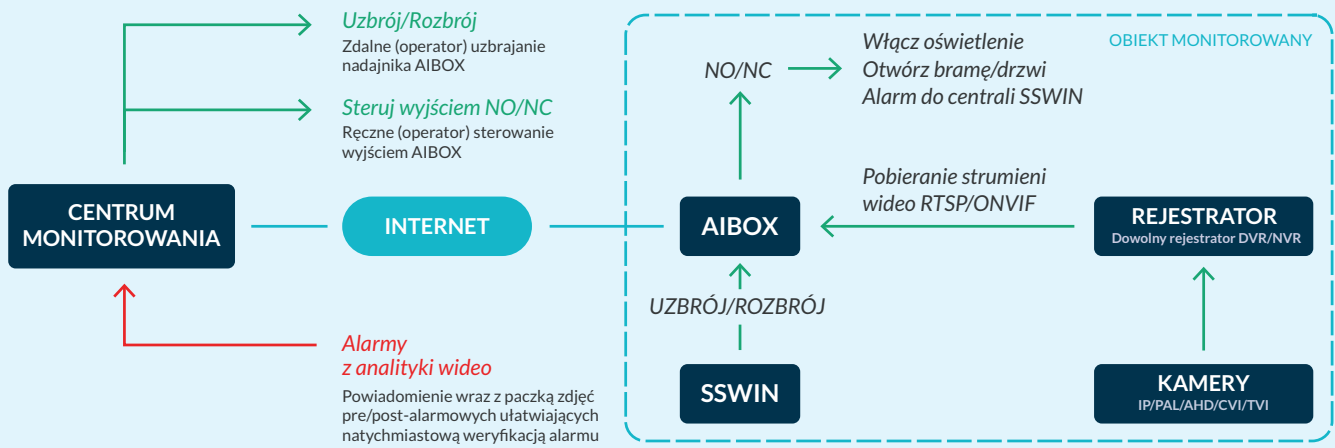 Uzbrój/Rozbrój
Zdalne (operator) uzbrajanie
nadajnika AIBOX
Steruj wyjściem NO/NC
Ręczne (operator) sterowanie
wyjściem AIBOX
CENTRUM
MONITOROWANIA
INTERNET
Alarmy
z analityki wideo
Powiadomienie wraz z paczką zdjęć
pre/post-alarmowych ułatwiających
natychmiastową weryfikacją alarmu
OBIEKT MONITOROWANY
NO/NC
Włącz oświetlenie
Otwórz bramę/drzwi
Alarm do centrali SSWIN
Pobieranie strumieni
wideo RTSP/ONVIF
AIBOX
REJESTRATOR
Dowolny rejestrator DVR/NVR
UZBRÓJ/ROZBRÓJ
SSWIN
KAMERY
IP/PAL/AHD/CVI/TVI